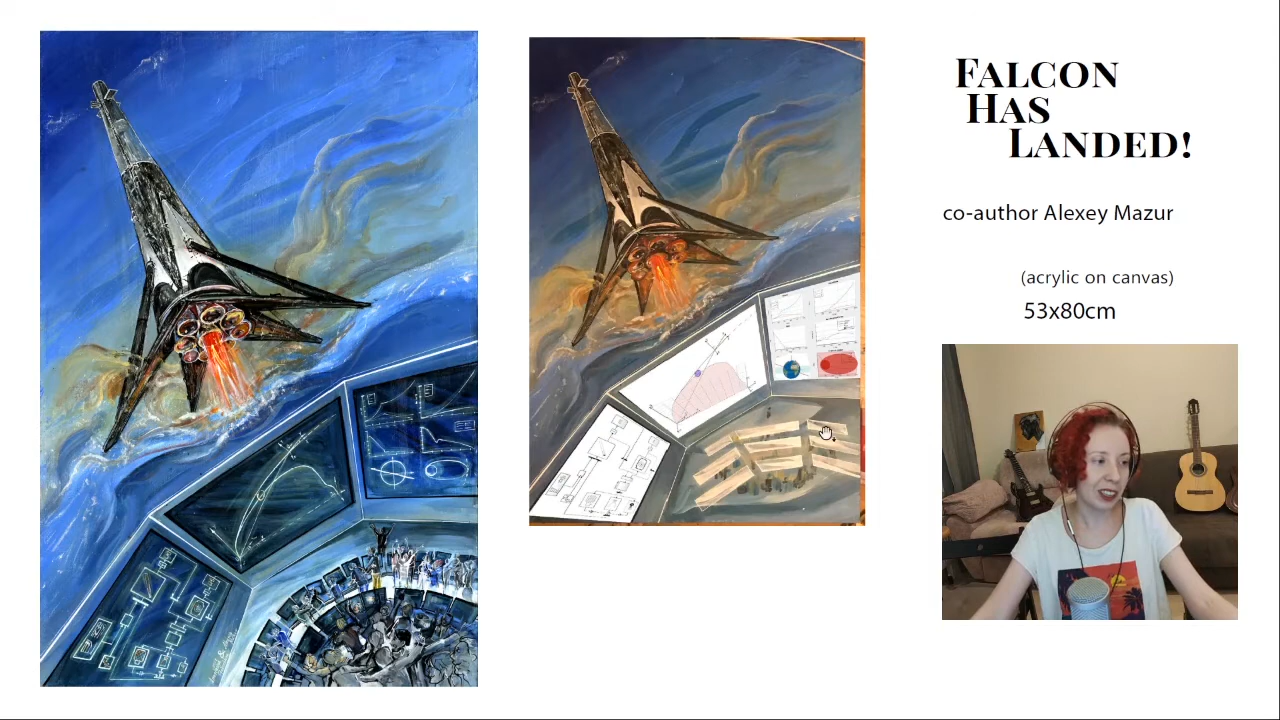 FALCON
HAS
LANDED!
co-author Alexey Mazur
(acrylic on canvas)
53x80cm